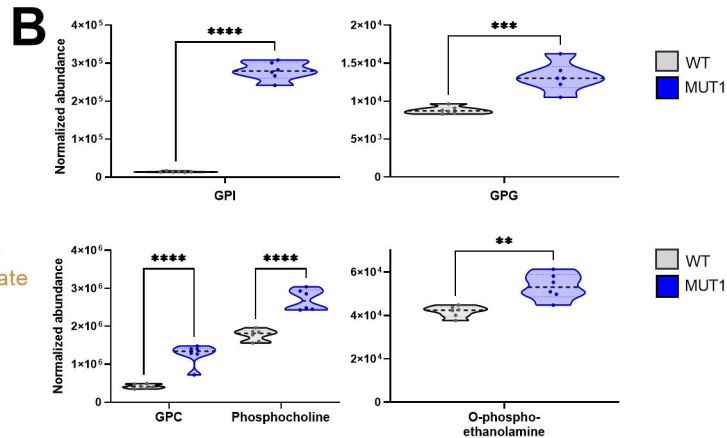 B
Normalized abundance
4×10⁵
3×10⁵
2×10⁵
1×10⁵
0
****
GPI
2×10⁴
1.5×10⁴
1×10⁴
5×10³
0
***
GPG
WT
MUT1
ate
Normalized abundance
4×10⁶
3×10⁶
2×10⁶
1×10⁶
0
****
****
GPC Phosphocholine
6×10⁴
4×10⁴
2×10⁴
0
**
O-phospho-
ethanolamine
WT
MUT1